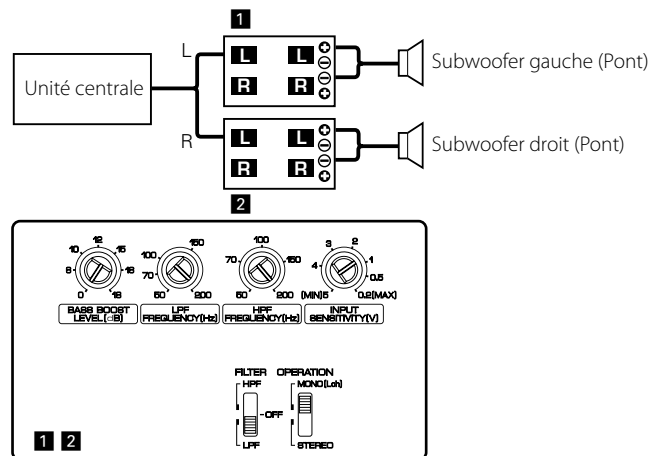 1
L
L L
R R
Unité centrale
Subwoofer gauche (Pont)
R
L L
R R
Subwoofer droit (Pont)
2
0 6 10 12 15 18 18
50 70 100 150 200
50 70 100 150 200
(MIN)5 4 3 2 1 0.5 0.2(MAX)
BASS BOOST LEVEL(dB)
LPF FREQUENCY(Hz)
HPF FREQUENCY(Hz)
INPUT SENSITIVITY(V)
FILTER
HPF
OFF
LPF
OPERATION
MONO(Lch)
STEREO
1 2